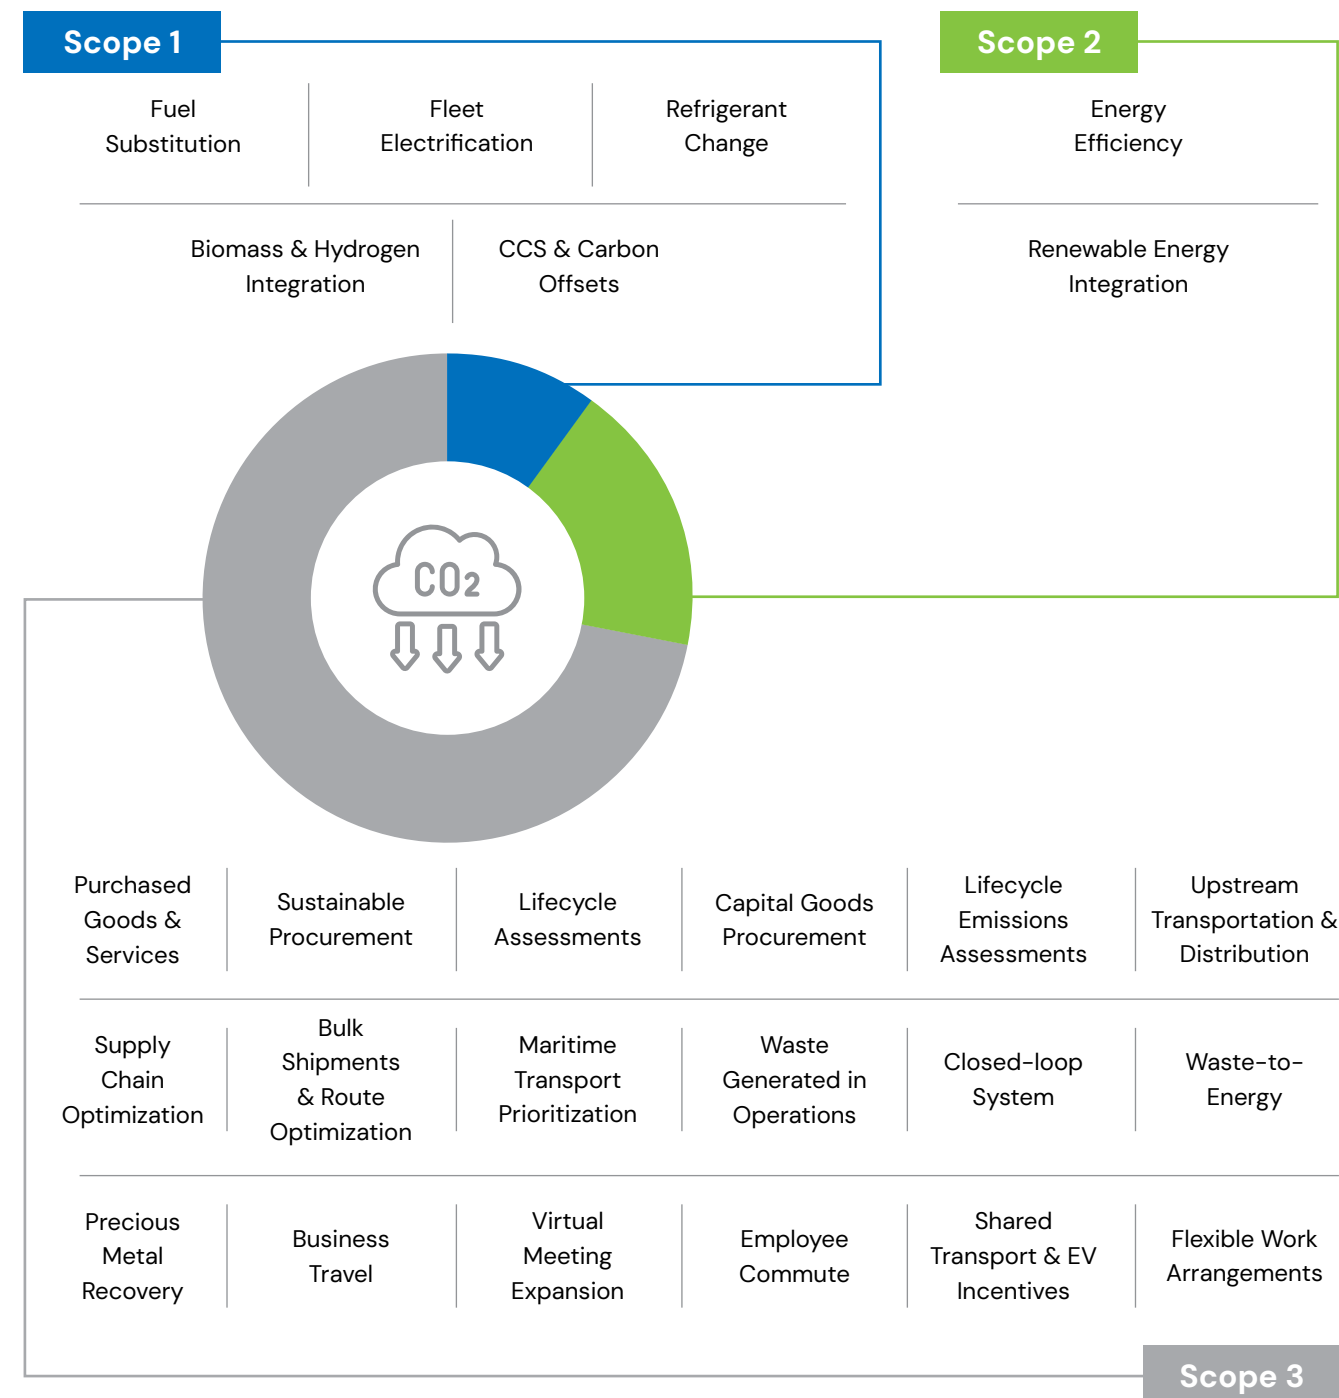 Scope 1
Scope 2
Fuel
Substitution
Fleet
Electrification
Refrigerant
Change
Energy
Efficiency
Biomass & Hydrogen
Integration
CCS & Carbon
Offsets
Renewable Energy
Integration
CO2
Purchased
Goods &
Services
Sustainable
Procurement
Lifecycle
Assessments
Capital Goods
Procurement
Lifecycle
Emissions
Assessments
Upstream
Transportation &
Distribution
Supply
Chain
Optimization
Bulk
Shipments
& Route
Optimization
Maritime
Transport
Prioritization
Waste
Generated in
Operations
Closed-loop
System
Waste-to-
Energy
Precious
Metal
Recovery
Business
Travel
Virtual
Meeting
Expansion
Employee
Commute
Shared
Transport & EV
Incentives
Flexible Work
Arrangements
Scope 3